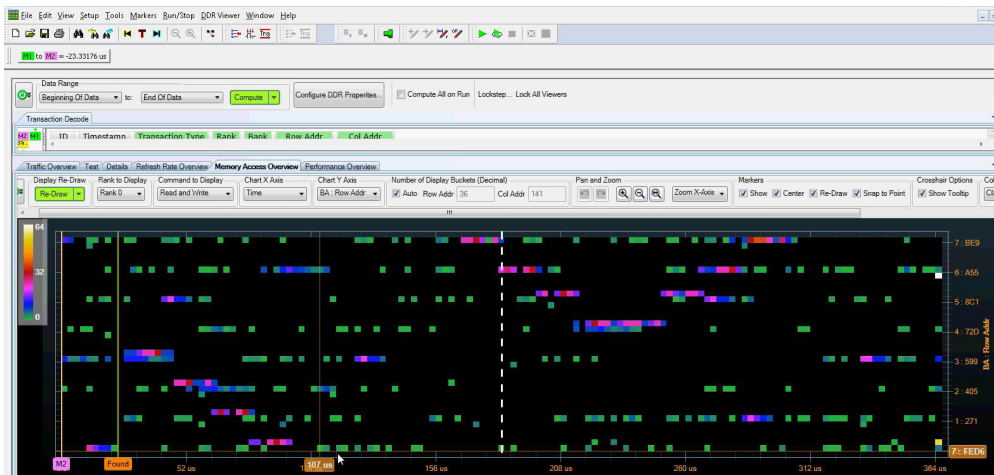 File Edit View Setup Tools Markers Run/Stop DDR Viewer Window Help
M1 to M2 = -23.33176 us
Data Range
Beginning Of Data to: End Of Data Compute Configure DDR Properites... Compute All on Run Lockstep... Lock All Viewers
Transaction Decode
M2 M1 ID Timestamp Transaction Type Rank Bank Row Addr Col Addr
Traffic Overview Test Details Refresh Rate Overview Memory Access Overview Performance Overview
Display Re-Draw Rank to Display Command to Display Chart X Axis Chart Y Axis Number of Display Buckets (Decimal) Pan and Zoom Markers Crosshair Options
Re-Draw Rank 0 Read and Write Time BA : Row Addr Auto Row Addr 36 Col Addr 141 Zoom X-Axis Show Center Re-Draw Snap to Point Show Tooltip
64
32
0
7: BE9
6: A55
5: 8C1
4: 72D
3: 599
2: 405
1: 271
7: FED6
BA : Row Addr
M2 Found 52 us 107 us 156 us 208 us 260 us 312 us 364 us